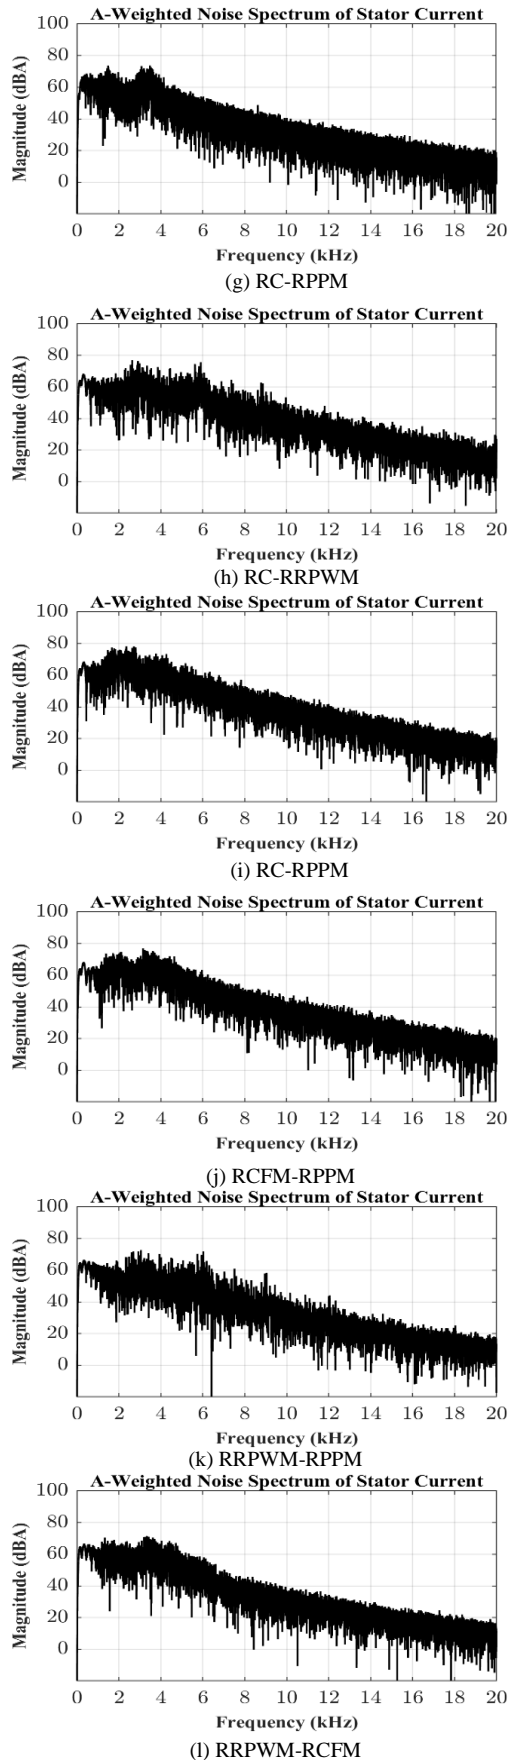 A-Weighted Noise Spectrum of Stator Current
100
80
60
40
20
0
Magnitude (dBA)
0 2 4 6 8 10 12 14 16 18 20
Frequency (kHz)
(g) RC-RPPM
A-Weighted Noise Spectrum of Stator Current
100
80
60
40
20
0
Magnitude (dBA)
0 2 4 6 8 10 12 14 16 18 20
Frequency (kHz)
(h) RC-RRPWM
A-Weighted Noise Spectrum of Stator Current
100
80
60
40
20
0
Magnitude (dBA)
0 2 4 6 8 10 12 14 16 18 20
Frequency (kHz)
(i) RC-RPPM
A-Weighted Noise Spectrum of Stator Current
100
80
60
40
20
0
Magnitude (dBA)
0 2 4 6 8 10 12 14 16 18 20
Frequency (kHz)
(j) RCFM-RPPM
A-Weighted Noise Spectrum of Stator Current
100
80
60
40
20
0
Magnitude (dBA)
0 2 4 6 8 10 12 14 16 18 20
Frequency (kHz)
(k) RRPWM-RPPM
A-Weighted Noise Spectrum of Stator Current
100
80
60
40
20
0
Magnitude (dBA)
0 2 4 6 8 10 12 14 16 18 20
Frequency (kHz)
(l) RRPWM-RCFM